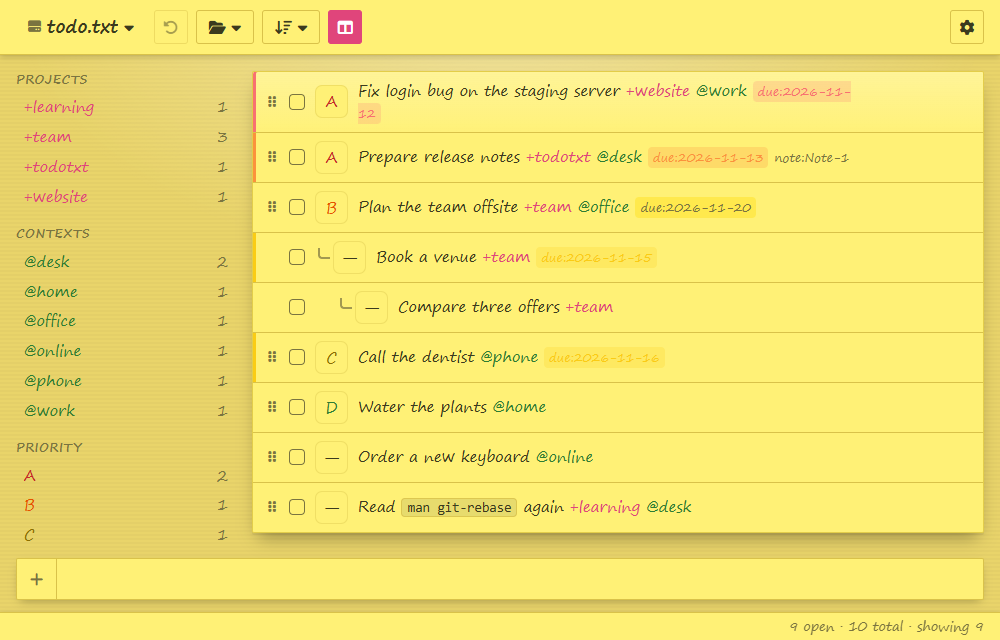 todo.txt
PROJECTS
+learning 1
+team 3
+todotxt 1
+website 1
CONTEXTS
@desk 2
@home 1
@office 1
@online 1
@phone 1
@work 1
PRIORITY
A 2
B 1
C 1
A Fix login bug on the staging server +website @work due:2026-11-
12
A Prepare release notes +todotxt @desk due:2026-11-13 note:Note-1
B Plan the team offsite +team @office due:2026-11-20
— Book a venue +team due:2026-11-15
— Compare three offers +team
C Call the dentist @phone due:2026-11-16
D Water the plants @home
— Order a new keyboard @online
— Read man git-rebase again +learning @desk
+
9 open · 10 total · showing 9